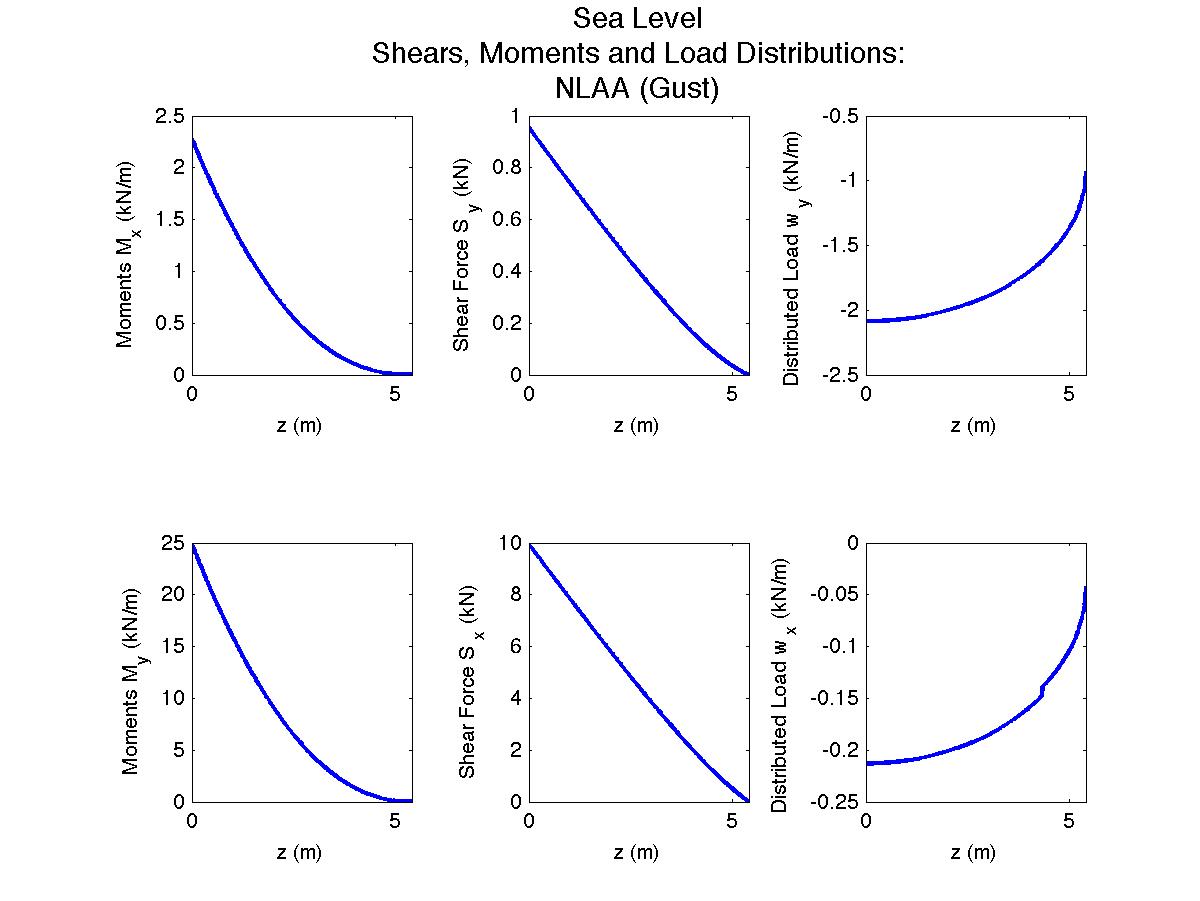 Sea Level
Shears, Moments and Load Distributions:
NLAA (Gust)
Moments M_x (kN/m)
2.5
2
1.5
1
0.5
0
0 5
z (m)
Shear Force S_y (kN)
1
0.8
0.6
0.4
0.2
0
0 5
z (m)
Distributed Load w_y (kN/m)
-0.5
-1
-1.5
-2
-2.5
0 5
z (m)
Moments M_y (kN/m)
25
20
15
10
5
0
0 5
z (m)
Shear Force S_x (kN)
10
8
6
4
2
0
0 5
z (m)
Distributed Load w_x (kN/m)
0
-0.05
-0.1
-0.15
-0.2
-0.25
0 5
z (m)